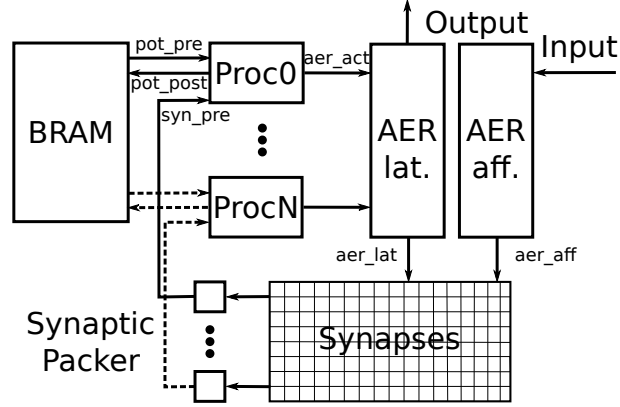 Output
Input
pot_pre
pot_post
syn_pre
BRAM
Proc0
aer_act
AER
lat.
AER
aff.
ProcN
aer_lat
aer_aff
Synaptic
Packer
Synapses